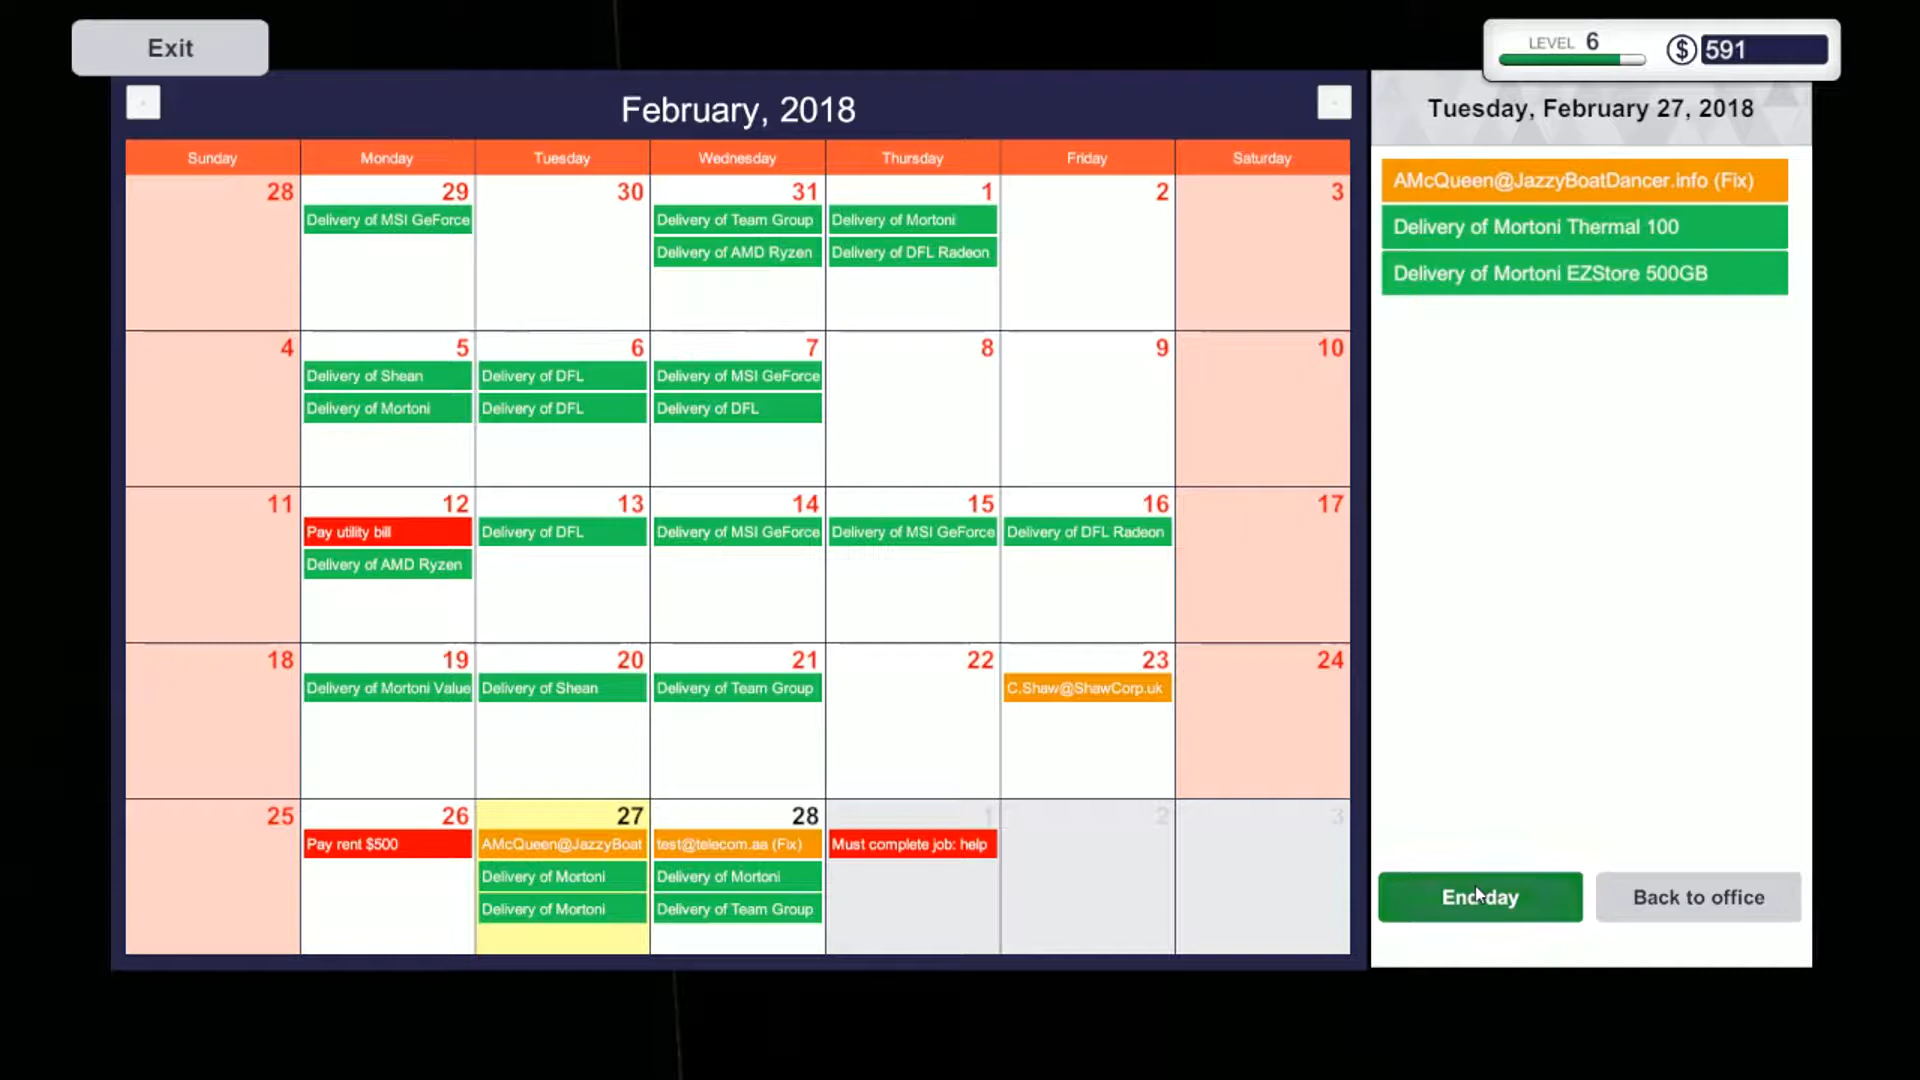 Exit
LEVEL 6
$ 591
February, 2018
Tuesday, February 27, 2018
Sunday Monday Tuesday Wednesday Thursday Friday Saturday
28 29 30 31 1 2 3
Delivery of MSI GeForce
Delivery of Team Group
Delivery of AMD Ryzen
Delivery of Mortoni
Delivery of DFL Radeon
4 5 6 7 8 9 10
Delivery of Shean
Delivery of Mortoni
Delivery of DFL
Delivery of DFL
Delivery of MSI GeForce
Delivery of DFL
11 12 13 14 15 16 17
Pay utility bill
Delivery of AMD Ryzen
Delivery of DFL
Delivery of MSI GeForce
Delivery of MSI GeForce
Delivery of DFL Radeon
18 19 20 21 22 23 24
Delivery of Mortoni Value
Delivery of Shean
Delivery of Team Group
C.Shaw@ShawCorp.uk
25 26 27 28 1 2 3
Pay rent $500
AMcQueen@JazzyBoat
Delivery of Mortoni
Delivery of Mortoni
test@telecom.aa (Fix)
Delivery of Mortoni
Delivery of Team Group
Must complete job: help
AMcQueen@JazzyBoatDancer.info (Fix)
Delivery of Mortoni Thermal 100
Delivery of Mortoni EZStore 500GB
End day
Back to office